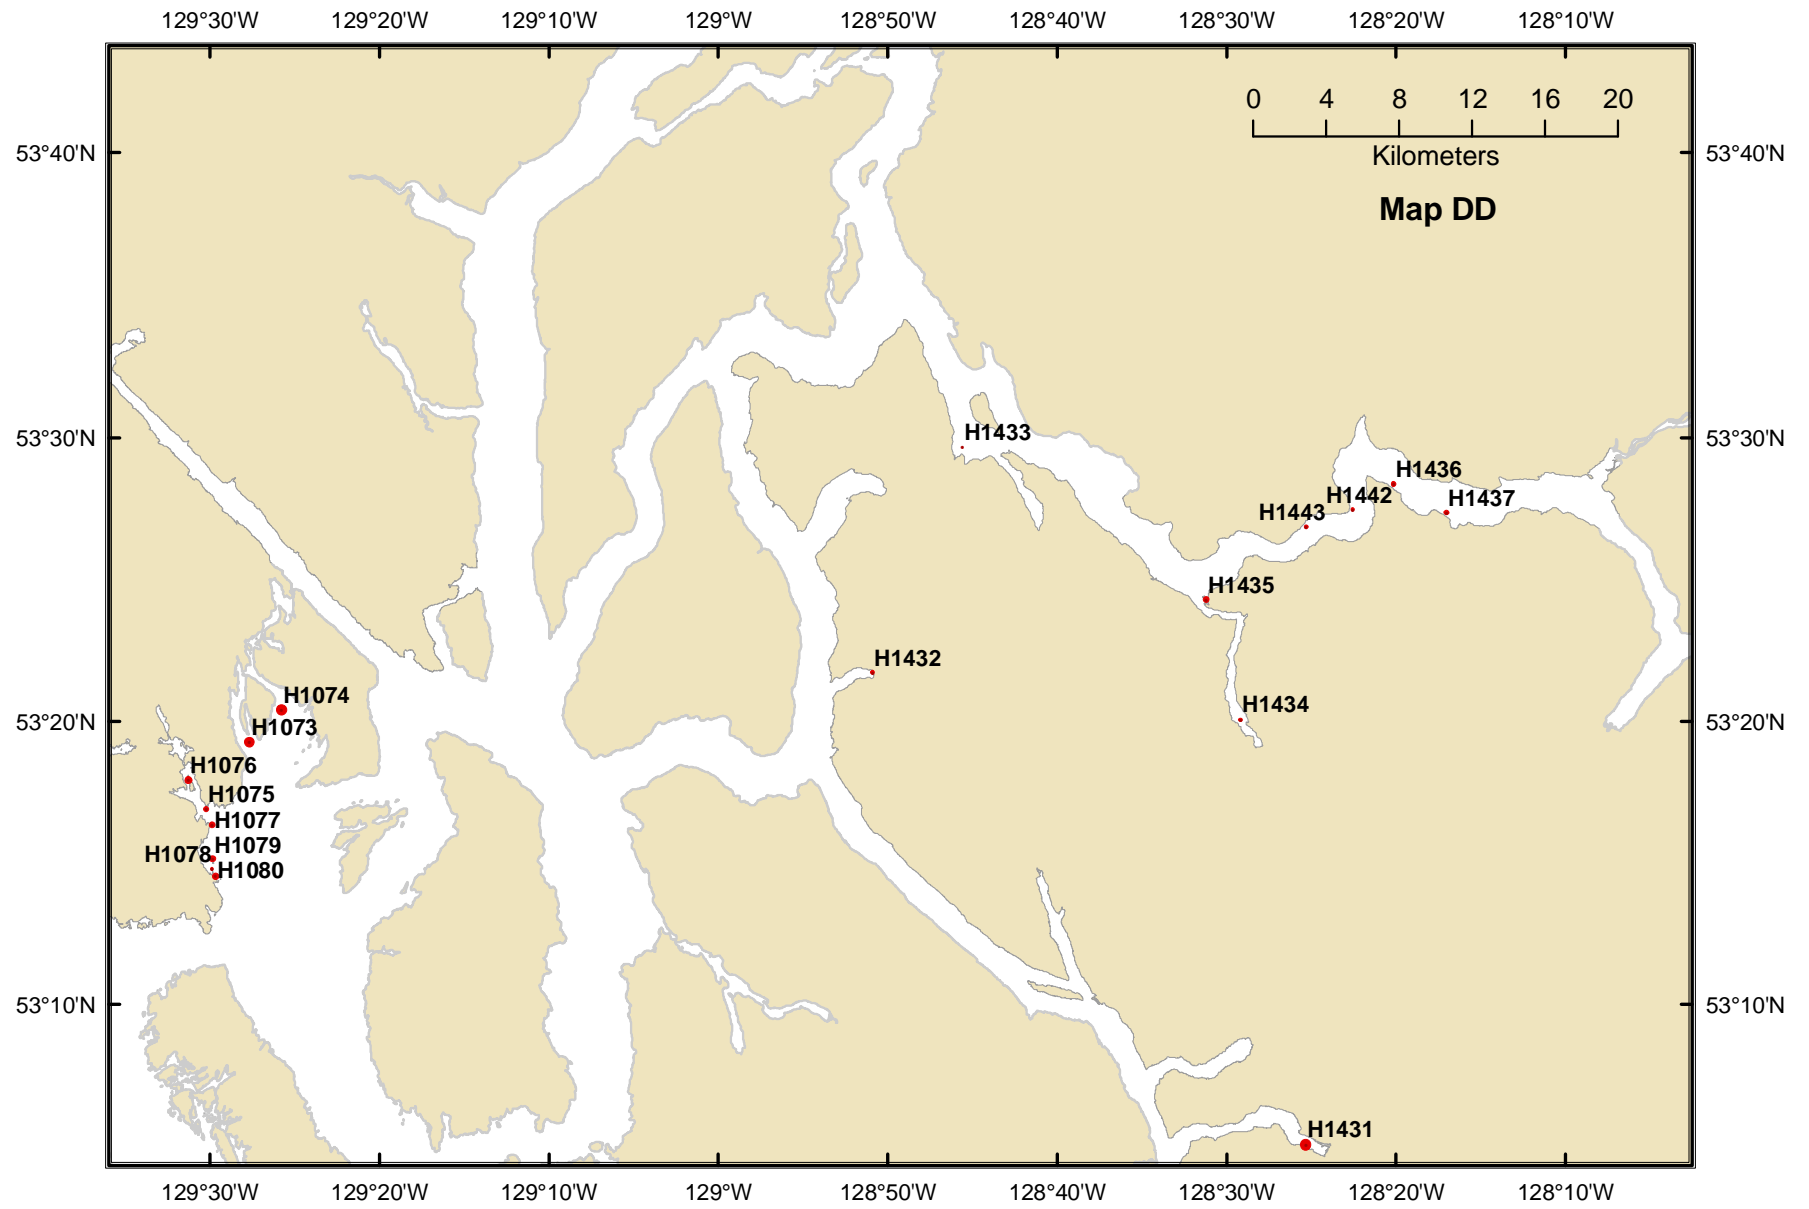 129°30'W 129°20'W 129°10'W 129°W 128°50'W 128°40'W 128°30'W 128°20'W 128°10'W
0 4 8 12 16 20
Kilometers
53°40'N 53°40'N
Map DD
53°30'N 53°30'N
H1433
H1436
H1442
H1437
H1443
H1435
H1432
H1074
H1434
53°20'N 53°20'N
H1073
H1076
H1075
H1077
H1079
H1078
H1080
53°10'N 53°10'N
H1431
129°30'W 129°20'W 129°10'W 129°W 128°50'W 128°40'W 128°30'W 128°20'W 128°10'W